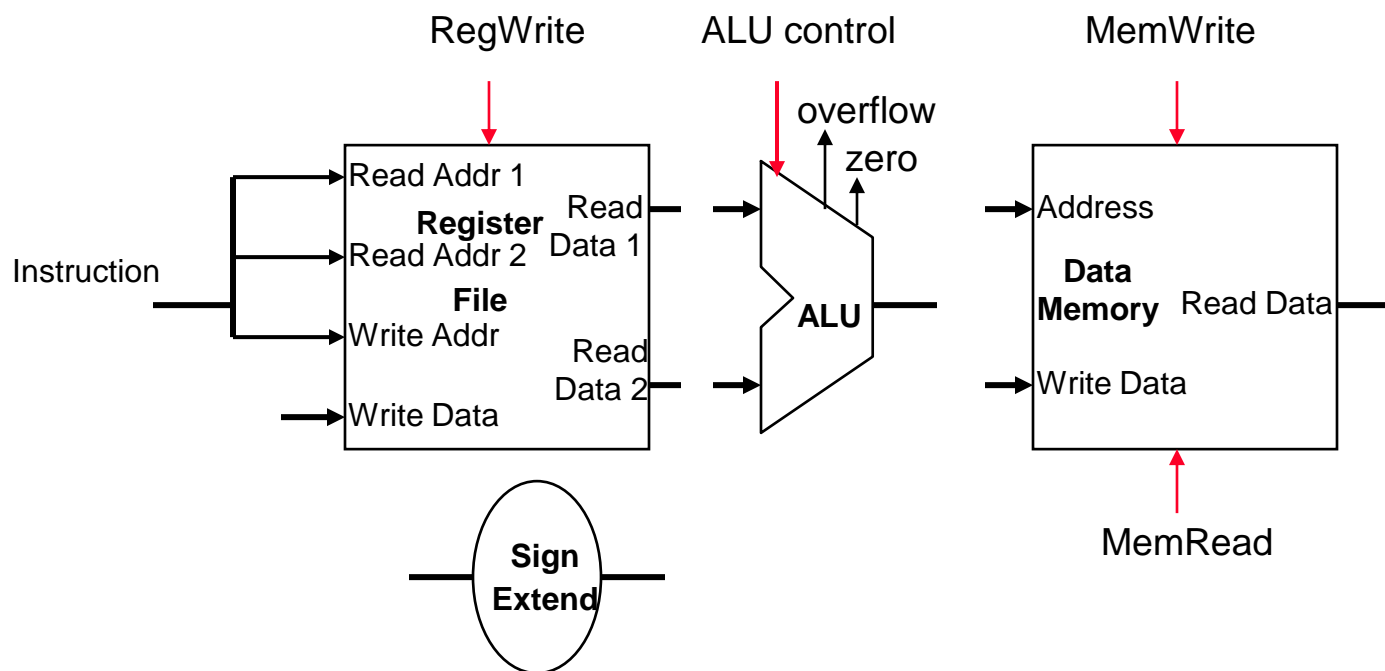 RegWrite
ALU control
MemWrite
overflow
zero
Instruction
Read Addr 1
Register
Read Addr 2
File
Write Addr
Write Data
Read
Data 1
Read
Data 2
ALU
Address
Data
Memory
Read Data
Write Data
Sign
Extend
MemRead